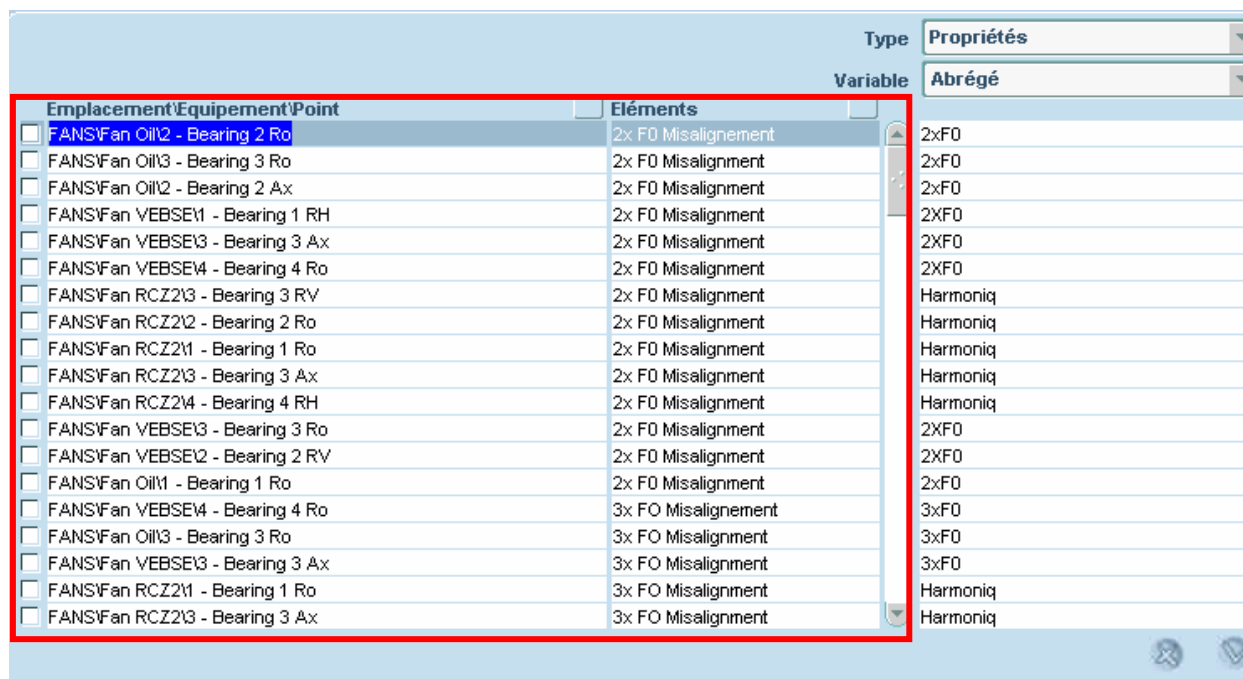 Type Propriétés
Variable Abrégé
Emplacement\Equipement\Point Eléments
FANS\Fan Oil\2 - Bearing 2 Ro 2x F0 Misalignement 2xF0
FANS\Fan Oil\3 - Bearing 3 Ro 2x F0 Misalignment 2xF0
FANS\Fan Oil\2 - Bearing 2 Ax 2x F0 Misalignment 2xF0
FANS\Fan VEBSE\1 - Bearing 1 RH 2x F0 Misalignment 2XF0
FANS\Fan VEBSE\3 - Bearing 3 Ax 2x F0 Misalignment 2XF0
FANS\Fan VEBSE\4 - Bearing 4 Ro 2x F0 Misalignment 2XF0
FANS\Fan RCZ2\3 - Bearing 3 RV 2x F0 Misalignment Harmoniq
FANS\Fan RCZ2\2 - Bearing 2 Ro 2x F0 Misalignment Harmoniq
FANS\Fan RCZ2\1 - Bearing 1 Ro 2x F0 Misalignment Harmoniq
FANS\Fan RCZ2\3 - Bearing 3 Ax 2x F0 Misalignment Harmoniq
FANS\Fan RCZ2\4 - Bearing 4 RH 2x F0 Misalignment Harmoniq
FANS\Fan VEBSE\3 - Bearing 3 Ro 2x F0 Misalignment 2XF0
FANS\Fan VEBSE\2 - Bearing 2 RV 2x F0 Misalignment 2XF0
FANS\Fan Oil\1 - Bearing 1 Ro 2x F0 Misalignment 2xF0
FANS\Fan VEBSE\4 - Bearing 4 Ro 3x FO Misalignement 3xF0
FANS\Fan Oil\3 - Bearing 3 Ro 3x FO Misalignment 3xF0
FANS\Fan VEBSE\3 - Bearing 3 Ax 3x FO Misalignment 3xF0
FANS\Fan RCZ2\1 - Bearing 1 Ro 3x FO Misalignment Harmoniq
FANS\Fan RCZ2\3 - Bearing 3 Ax 3x FO Misalignment Harmoniq